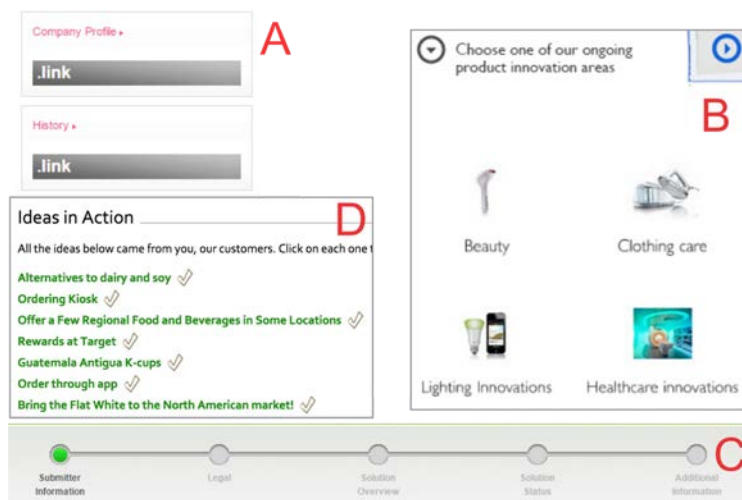 Company Profile
A
.link
History
.link
Choose one of our ongoing
product innovation areas
B
Beauty
Clothing care
Lighting Innovations
Healthcare innovations
D
Ideas in Action
All the ideas below came from you, our customers. Click on each one t
Alternatives to dairy and soy
Ordering Kiosk
Offer a Few Regional Food and Beverages in Some Locations
Rewards at Target
Guatemala Antigua K-cups
Order through app
Bring the Flat White to the North American market!
C
Submitter
Information
Legal
Solution
Overview
Solution
Status
Additional
Information